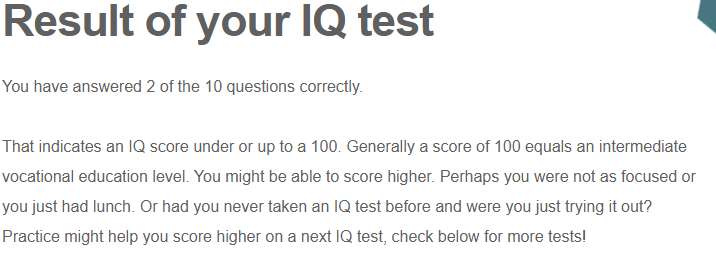 Result of your IQ test
You have answered 2 of the 10 questions correctly.
That indicates an IQ score under or up to a 100. Generally a score of 100 equals an intermediate
vocational education level. You might be able to score higher. Perhaps you were not as focused or
you just had lunch. Or had you never taken an IQ test before and were you just trying it out?
Practice might help you score higher on a next IQ test, check below for more tests!